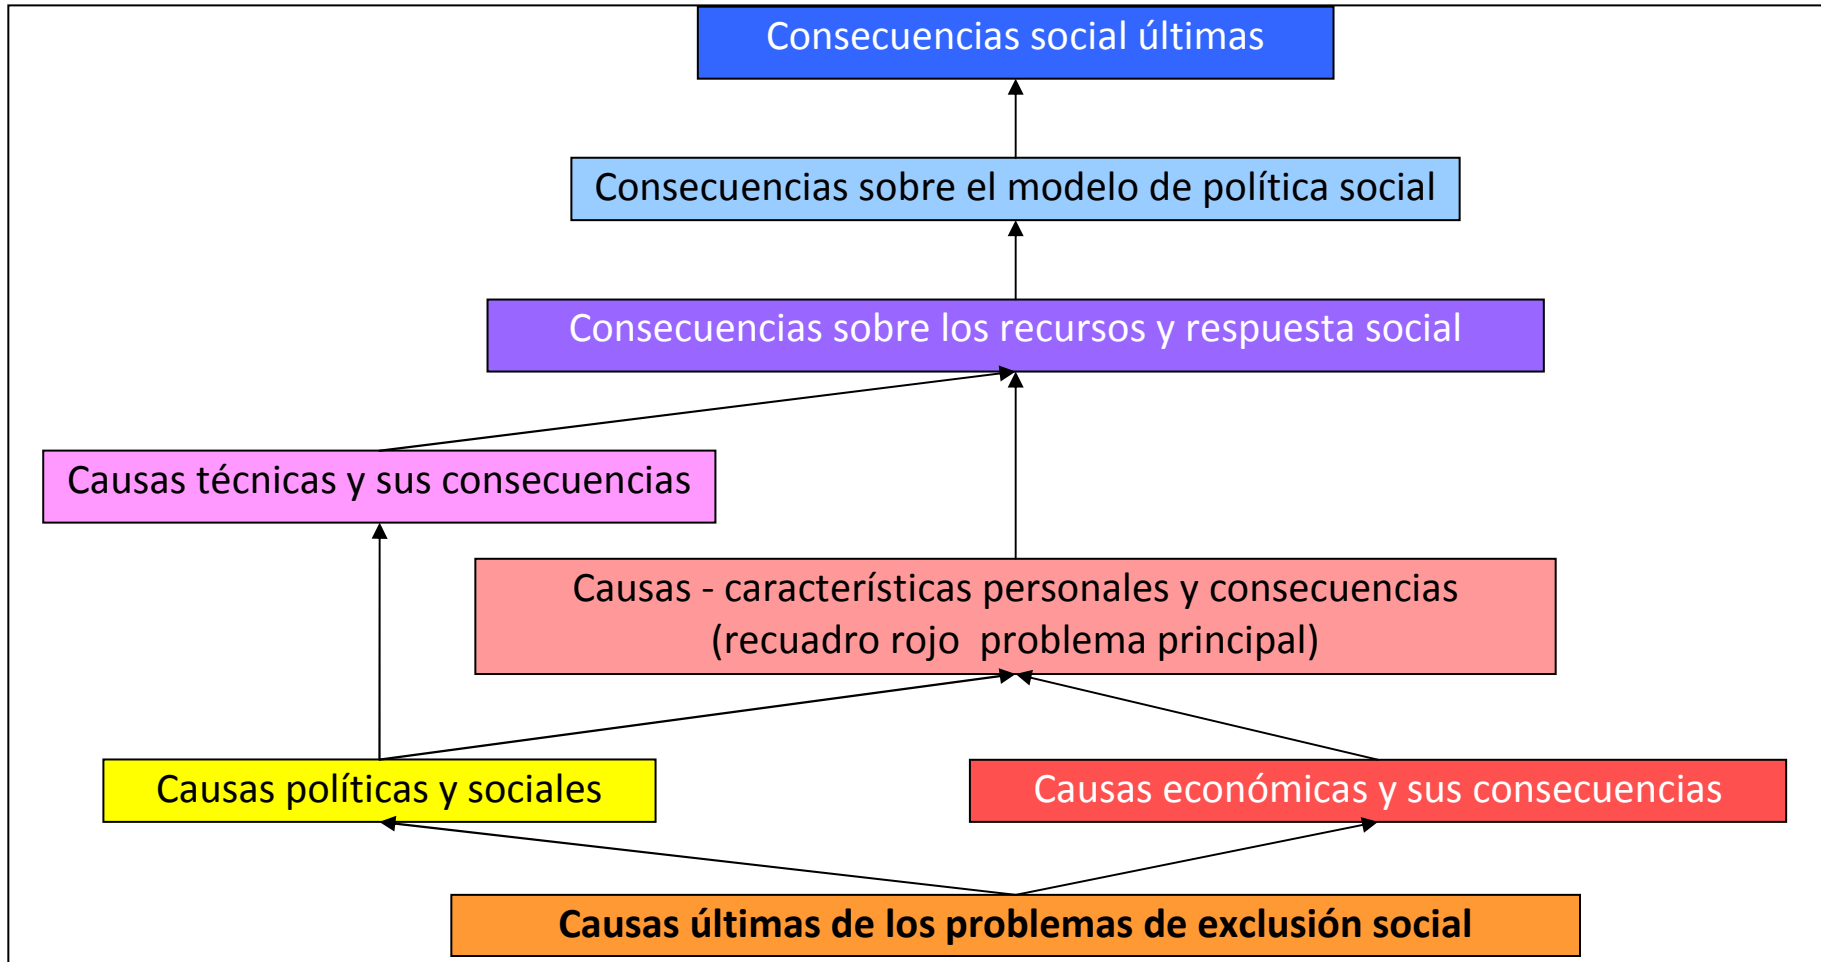 Consecuencias social últimas
Consecuencias sobre el modelo de política social
Consecuencias sobre los recursos y respuesta social
Causas técnicas y sus consecuencias
Causas - características personales y consecuencias
(recuadro rojo problema principal)
Causas políticas y sociales
Causas económicas y sus consecuencias
Causas últimas de los problemas de exclusión social